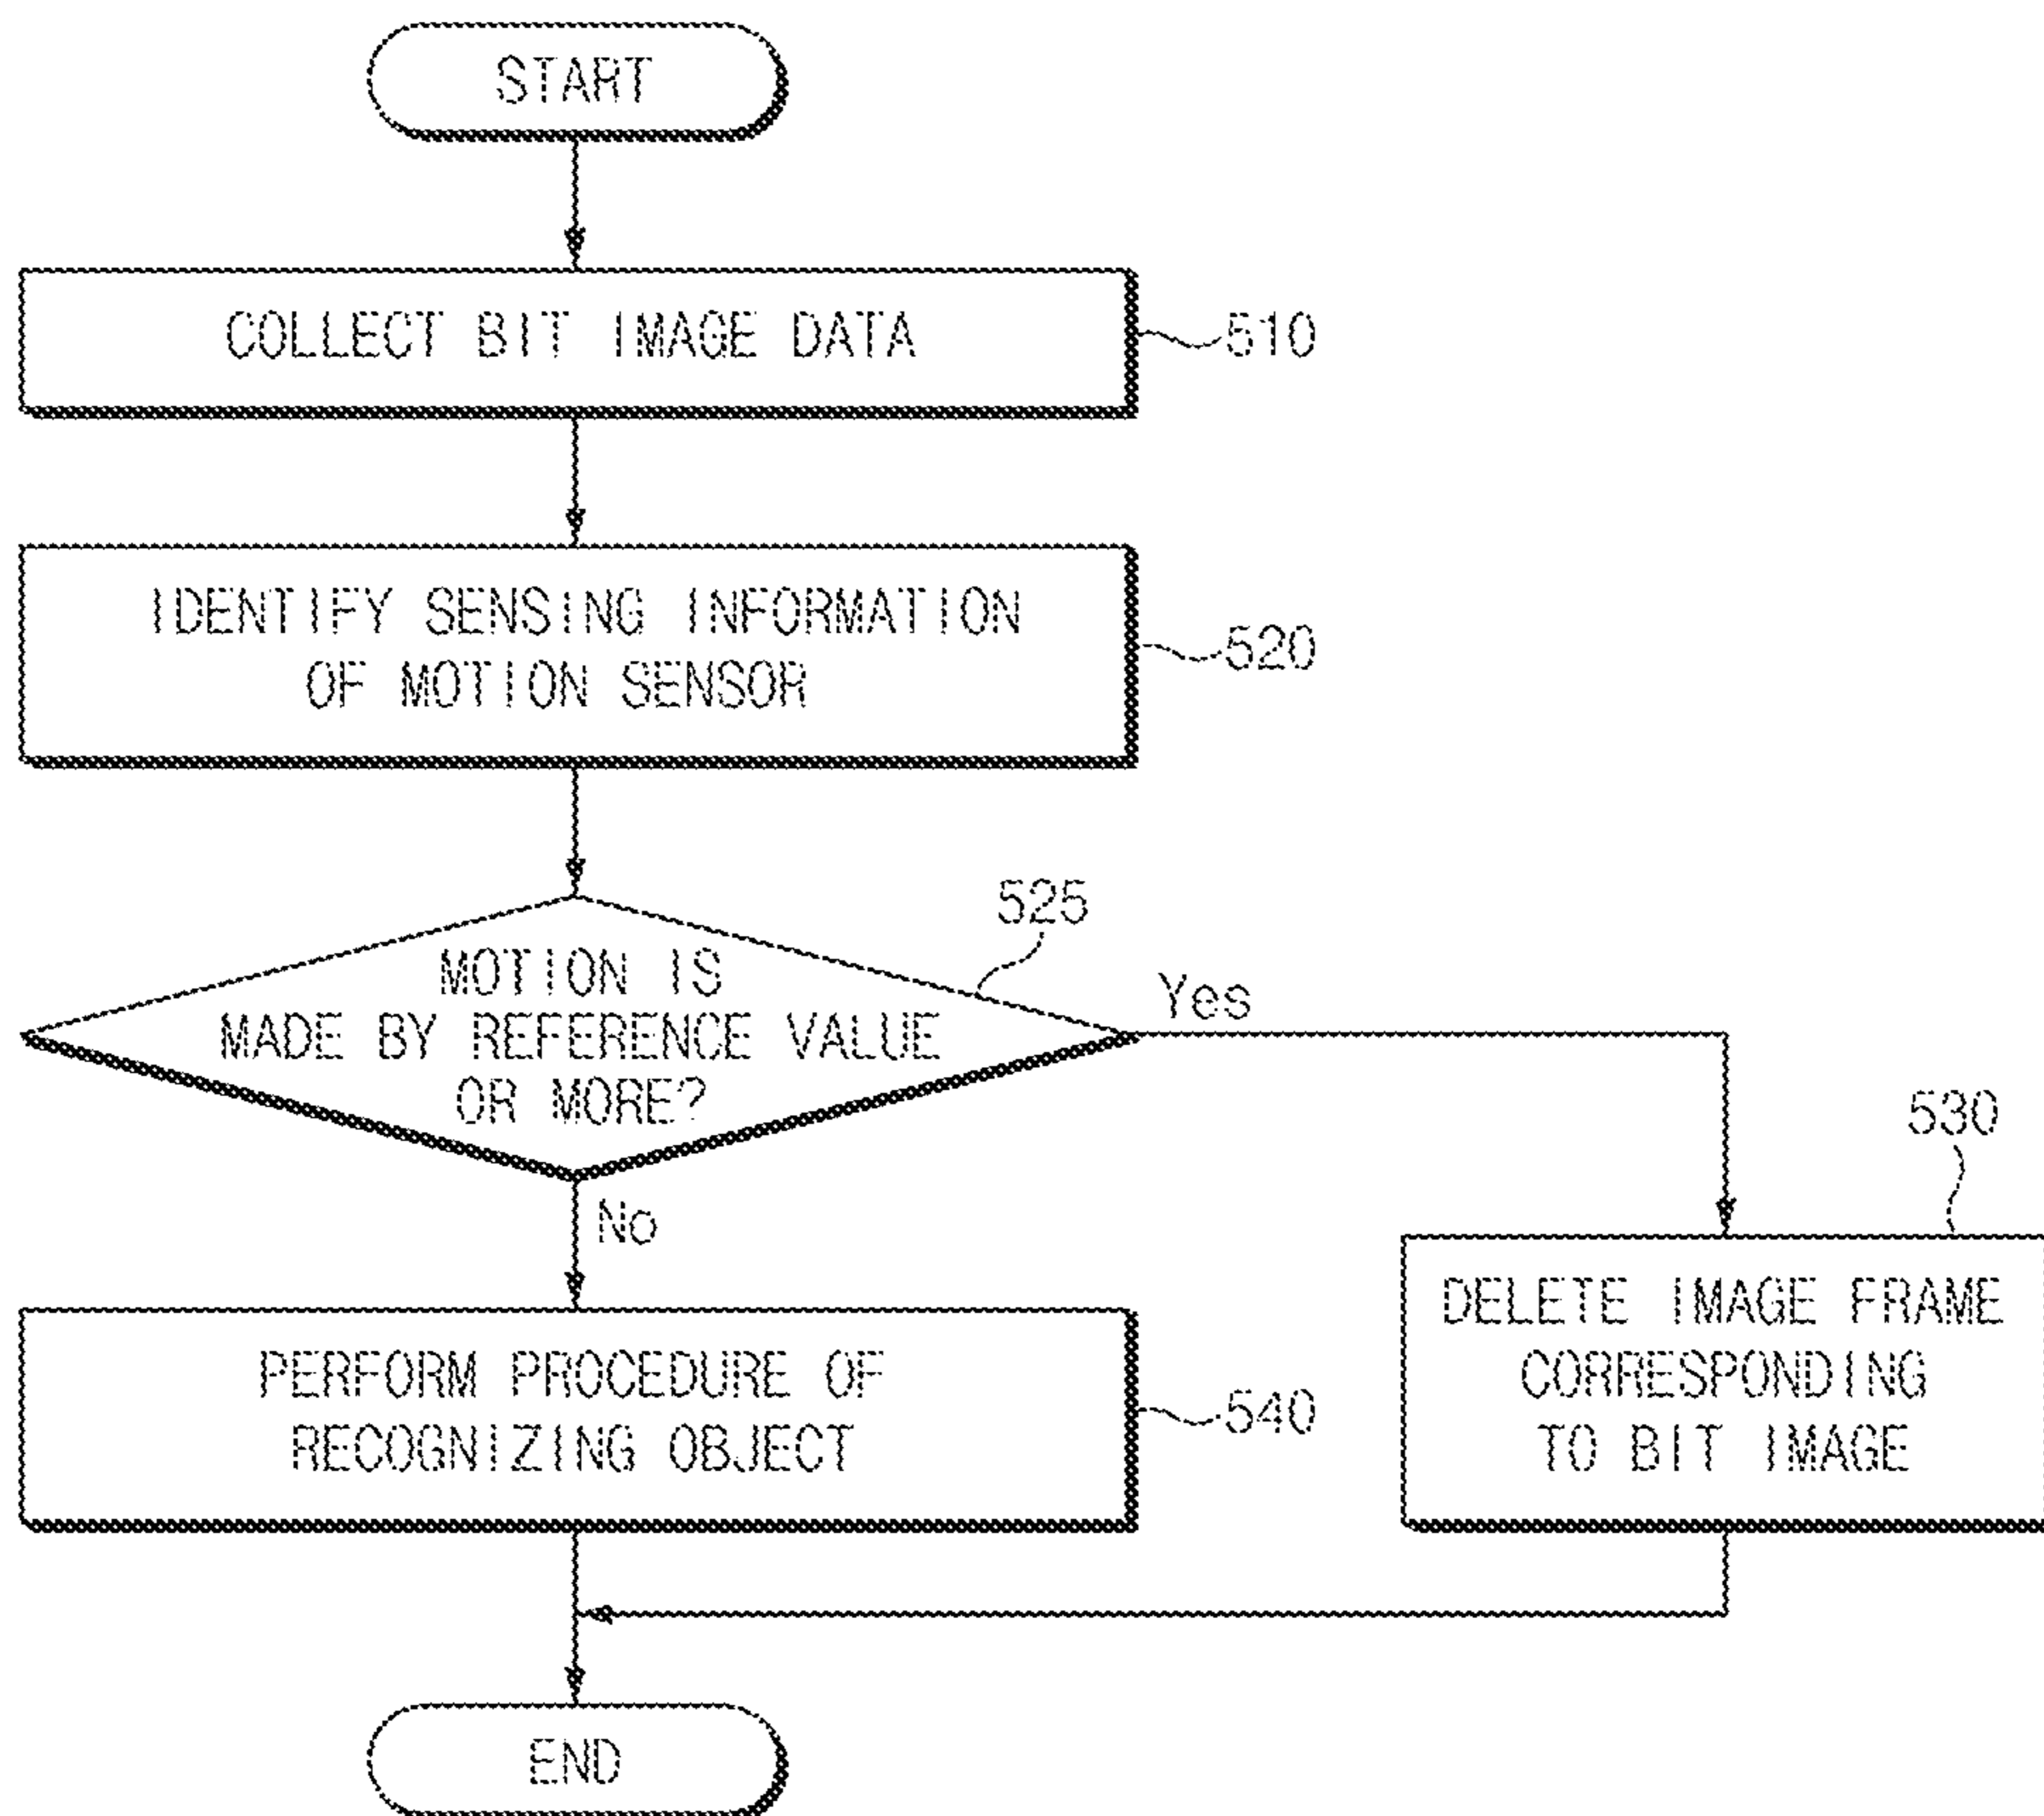 START
COLLECT BIT IMAGE DATA
510
IDENTIFY SENSING INFORMATION
OF MOTION SENSOR
520
525
MOTION IS
MADE BY REFERENCE VALUE
OR MORE?
Yes
No
530
DELETE IMAGE FRAME
CORRESPONDING
TO BIT IMAGE
PERFORM PROCEDURE OF
RECOGNIZING OBJECT
540
END